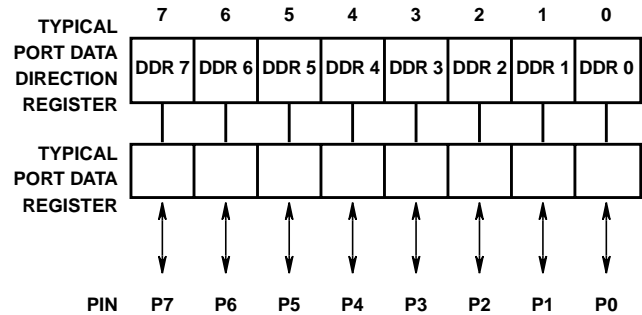 TYPICAL 7 6 5 4 3 2 1 0
PORT DATA
DIRECTION
REGISTER
DDR 7 DDR 6 DDR 5 DDR 4 DDR 3 DDR 2 DDR 1 DDR 0
TYPICAL
PORT DATA
REGISTER
PIN P7 P6 P5 P4 P3 P2 P1 P0